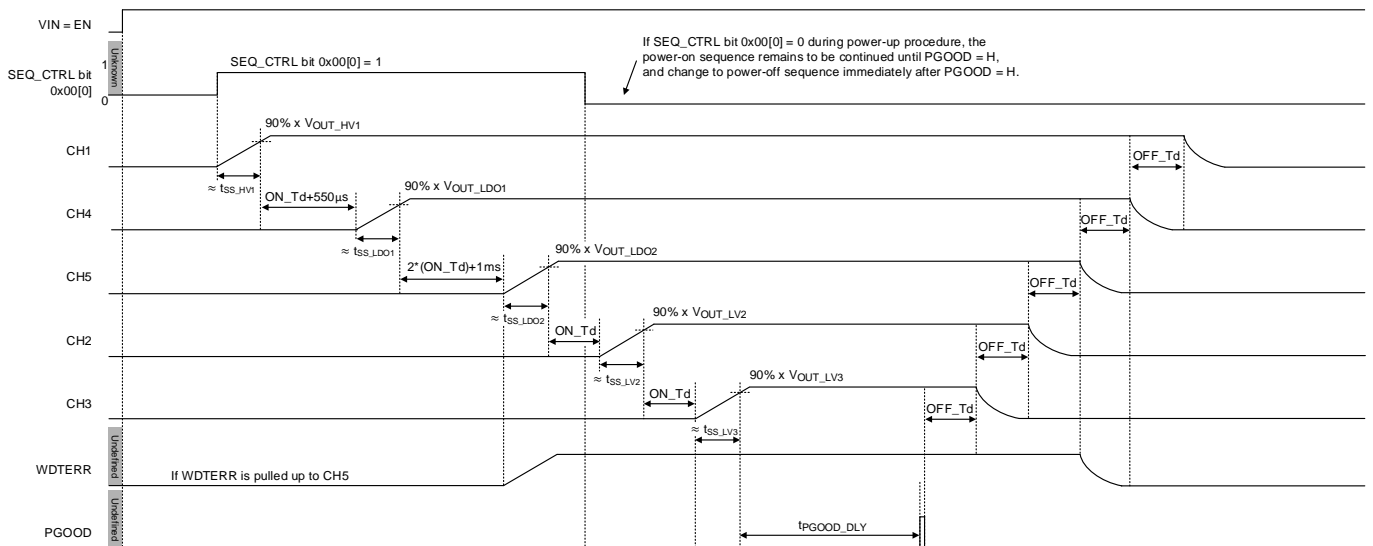 VIN = EN
Unknown
SEQ_CTRL bit
0x00[0]
1
0
SEQ_CTRL bit 0x00[0] = 1
If SEQ_CTRL bit 0x00[0] = 0 during power-up procedure, the
power-on sequence remains to be continued until PGOOD = H,
and change to power-off sequence immediately after PGOOD = H.
CH1
90% x VOUT_HV1
≈ tSS_HV1
OFF_Td
CH4
ON_Td+550µs
90% x VOUT_LDO1
≈ tSS_LDO1
OFF_Td
CH5
2*(ON_Td)+1ms
90% x VOUT_LDO2
≈ tSS_LDO2
OFF_Td
CH2
ON_Td
90% x VOUT_LV2
≈ tSS_LV2
OFF_Td
CH3
ON_Td
90% x VOUT_LV3
≈ tSS_LV3
OFF_Td
WDTERR
Undefined
If WDTERR is pulled up to CH5
PGOOD
Undefined
tPGOOD_DLY